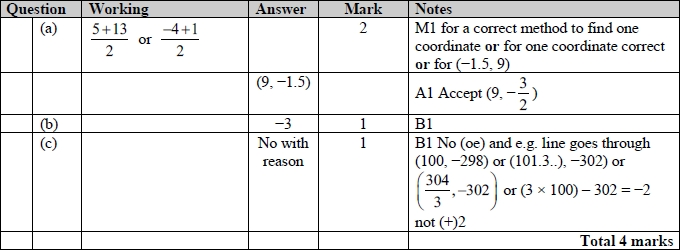 Question Working Answer Mark Notes
(a) 5+13/2 or −4+1/2 2 M1 for a correct method to find one
coordinate or for one coordinate correct
or for (−1.5, 9)
(9, −1.5) A1 Accept (9, −3/2)
(b) −3 1 B1
(c) No with 1 B1 No (oe) and e.g. line goes through
reason (100, −298) or (101.3..), −302) or
(304/3, −302) or (3 × 100) – 302 = −2
not (+)2
Total 4 marks